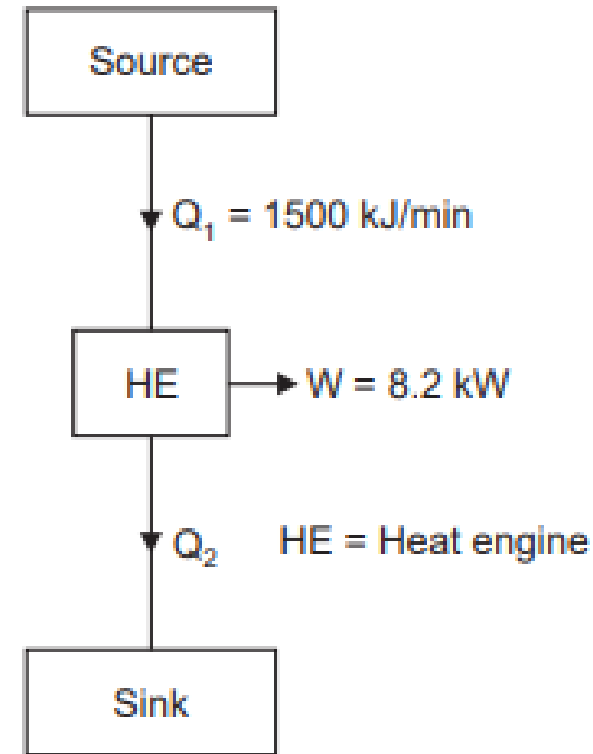 Source
Q₁ = 1500 kJ/min
HE
W = 8.2 kW
Q₂
HE = Heat engine
Sink